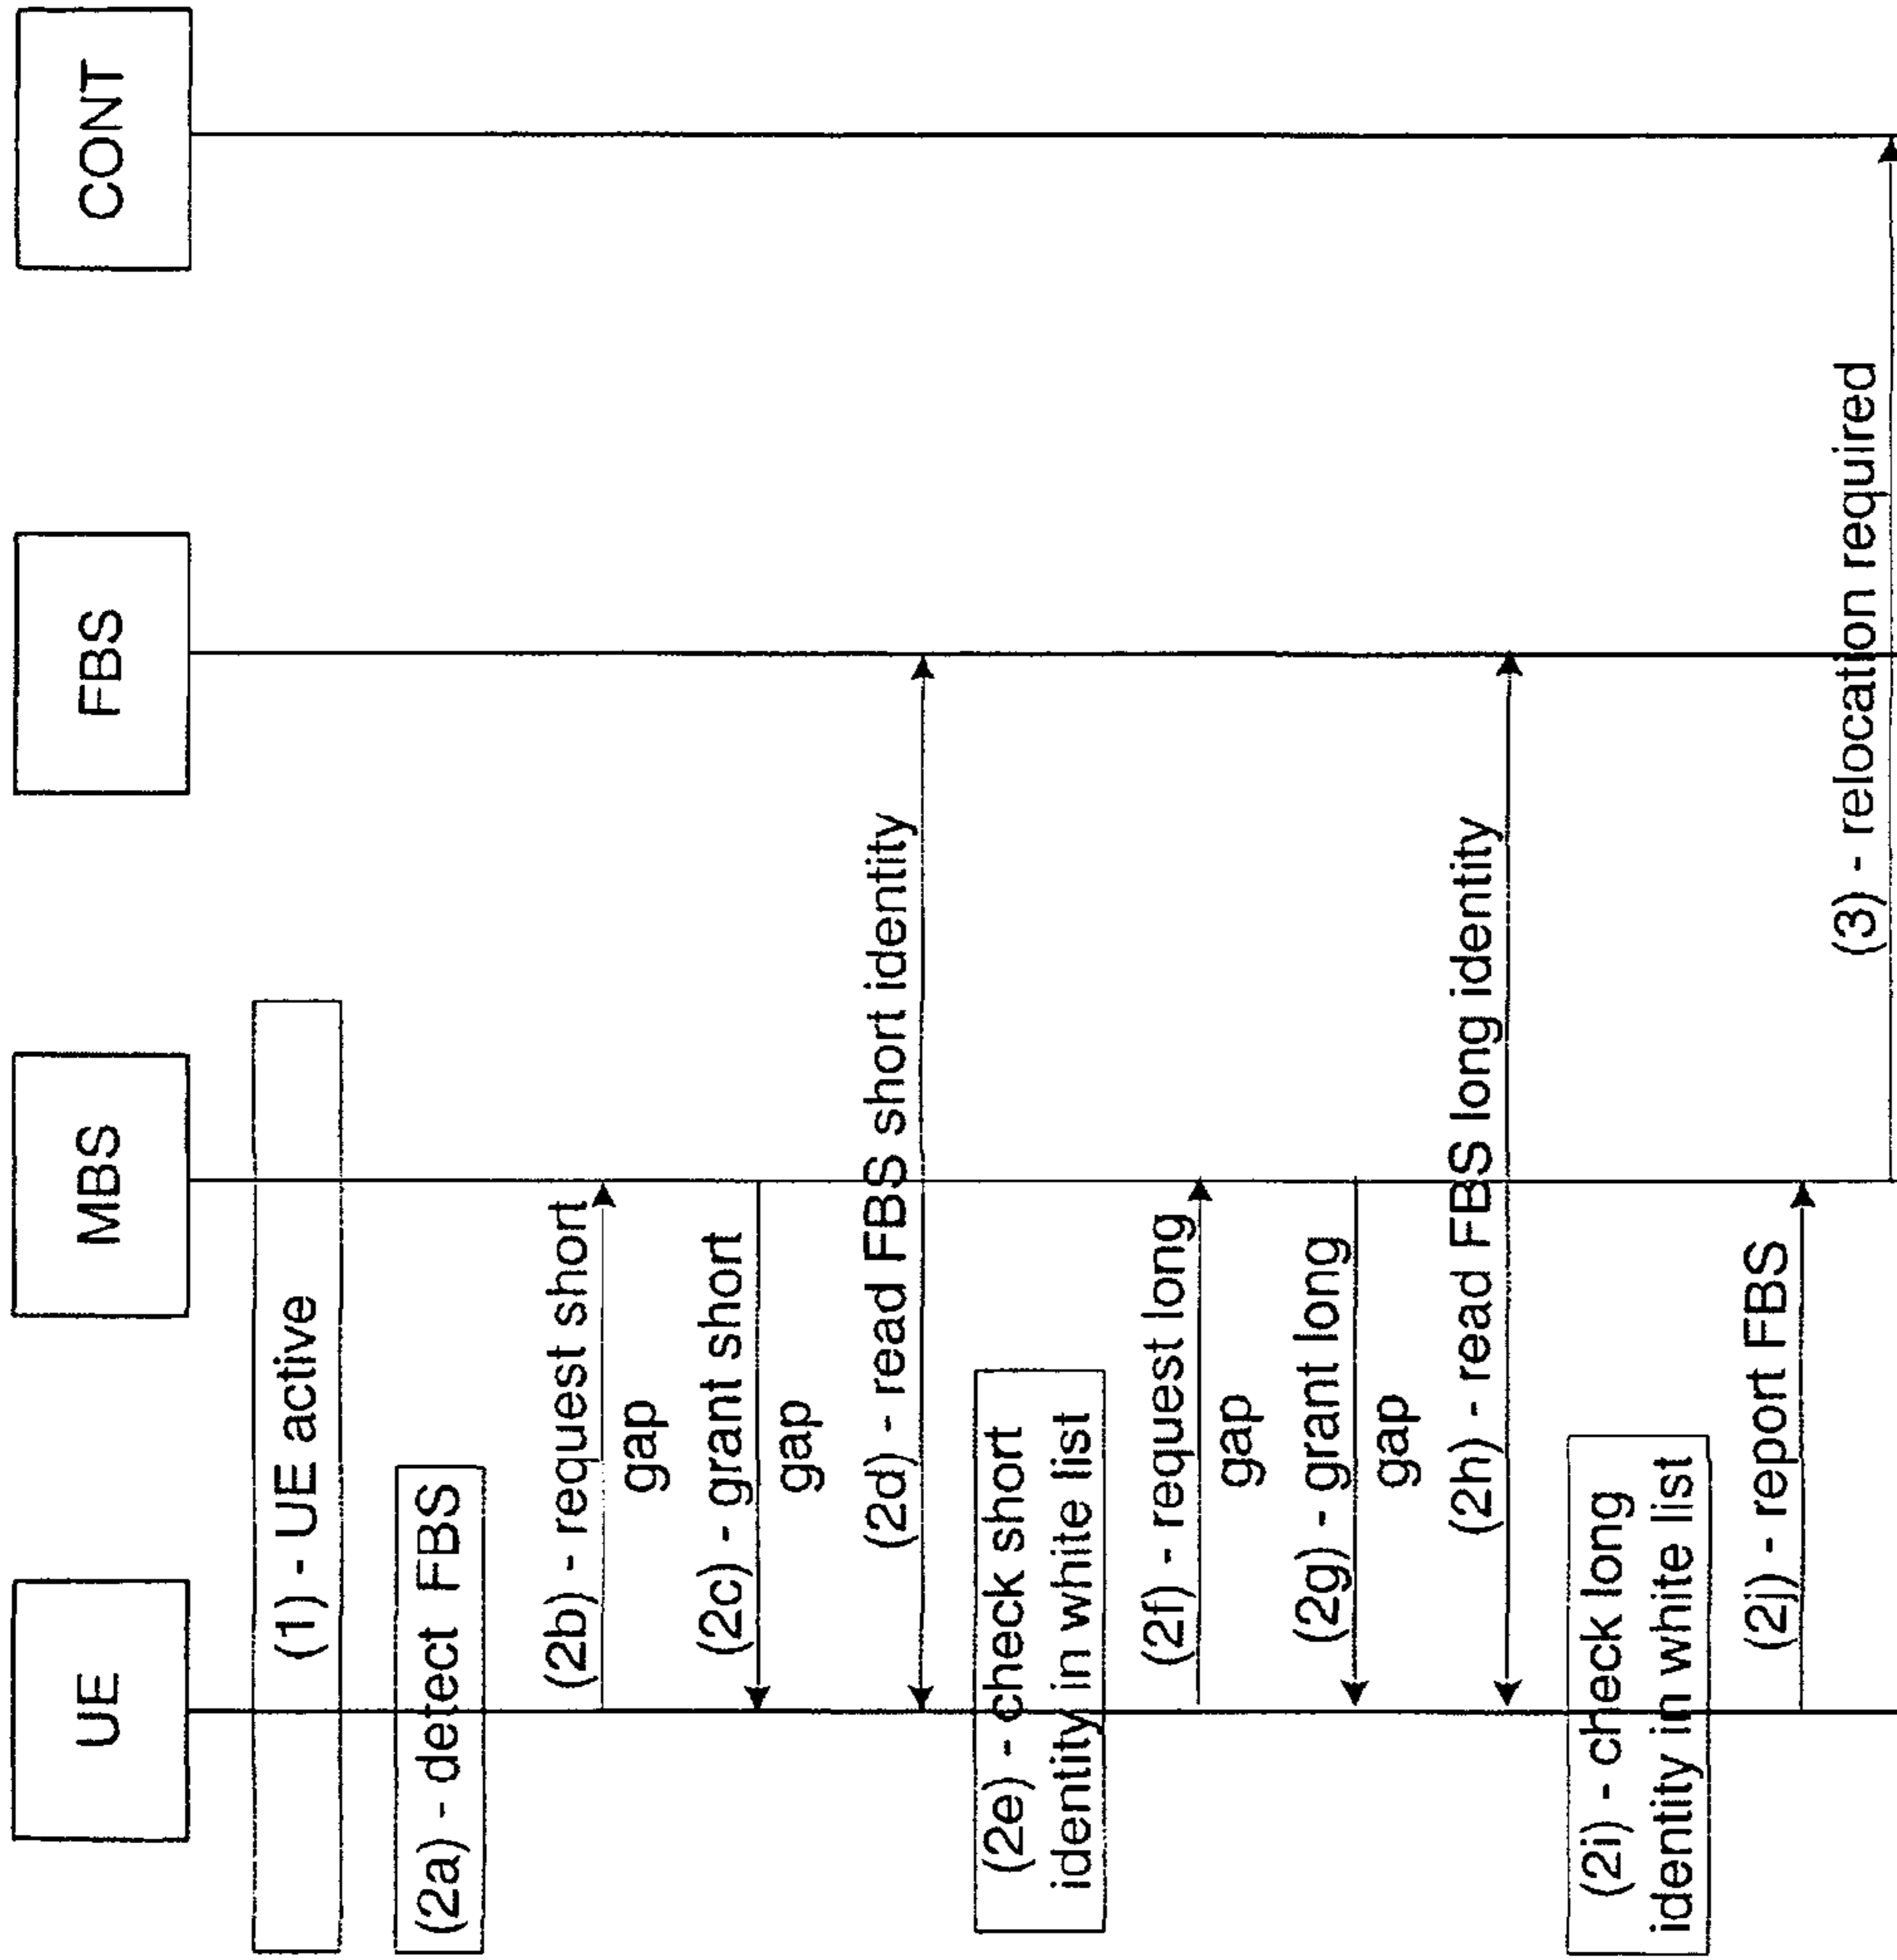 UE
MBS
FBS
CONT
(1) - UE active
(2a) - detect FBS
(2b) - request short
gap
(2c) - grant short
gap
(2d) - read FBS short identity
(2e) - check short
identity in white list
(2f) - request long
gap
(2g) - grant long
gap
(2h) - read FBS long identity
(2i) - check long
identity in white list
(2j) - report FBS
(3) - relocation required